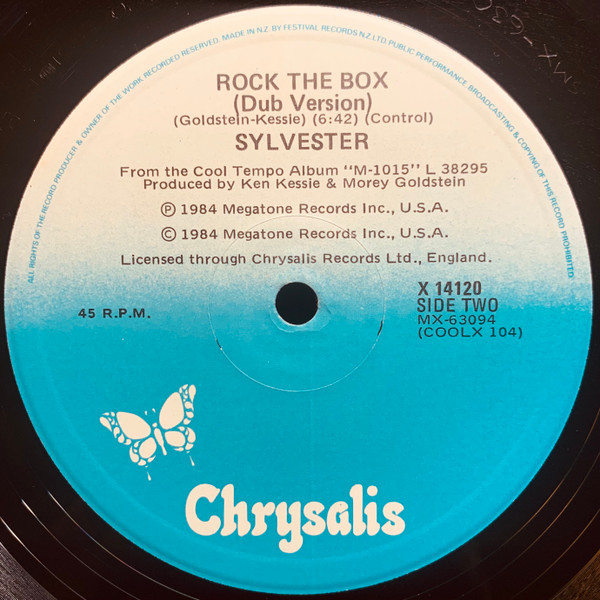 ALL RIGHTS OF THE RECORD PRODUCER & OWNER OF THE WORK RECORDED RESERVED. MADE IN N.Z. BY FESTIVAL RECORDS N.Z. LTD. PUBLIC PERFORMANCE BROADCASTING & COPYING OF THIS RECORD PROHIBITED
ROCK THE BOX
(Dub Version)
(Goldstein-Kessie) (6:42) (Control)
SYLVESTER
From the Cool Tempo Album "M-1015" L 38295
Produced by Ken Kessie & Morey Goldstein
Ⓟ 1984 Megatone Records Inc., U.S.A.
© 1984 Megatone Records Inc., U.S.A.
Licensed through Chrysalis Records Ltd., England.
45 R.P.M.
X 14120
SIDE TWO
MX-63094
(COOLX 104)
Chrysalis